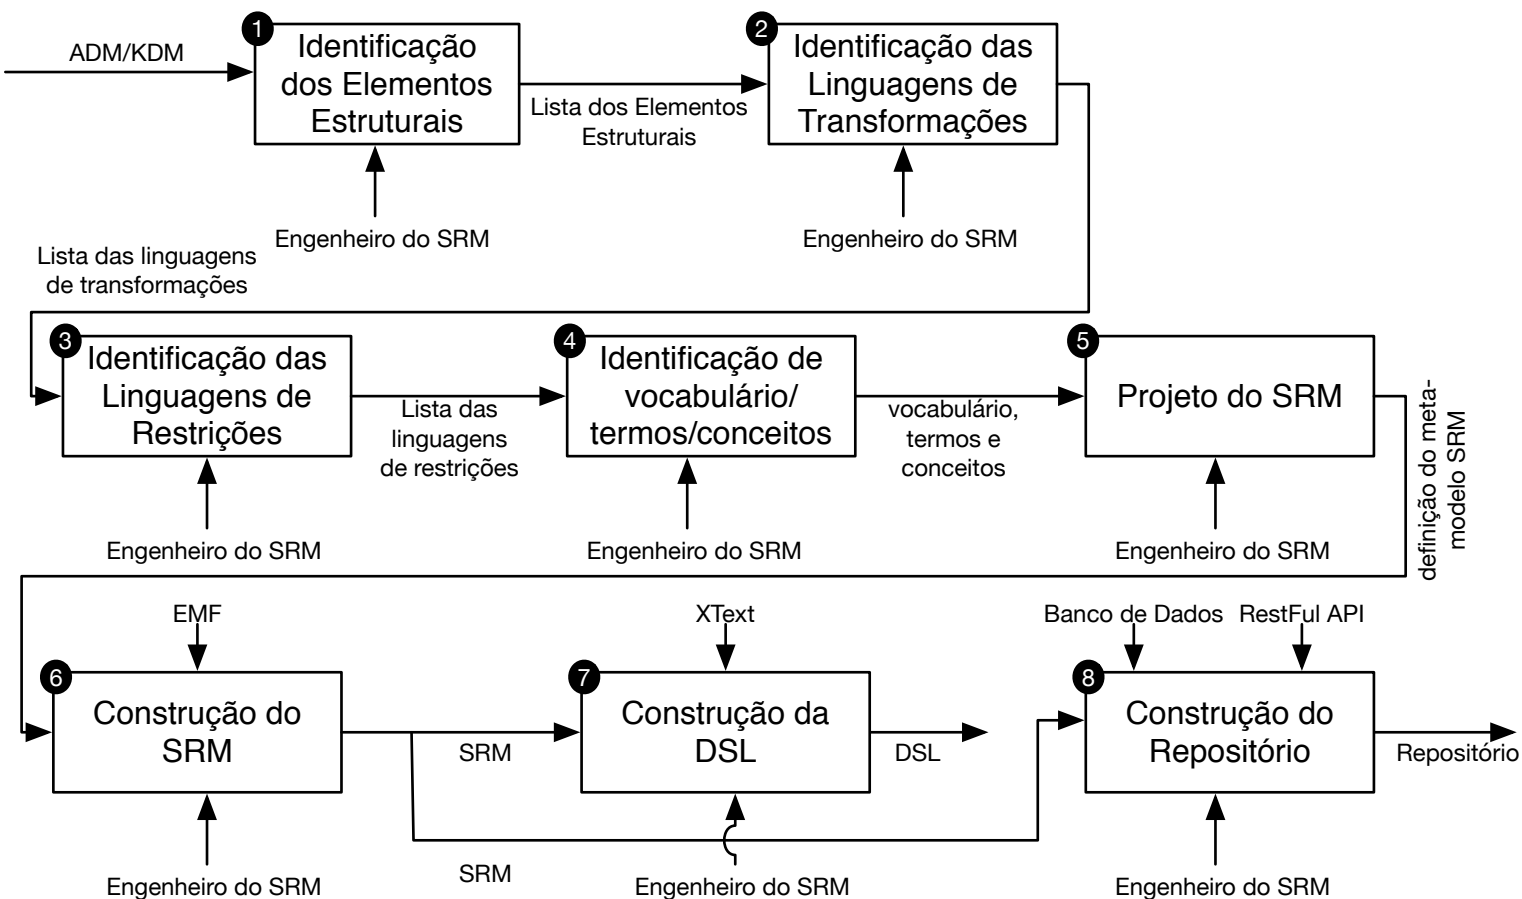 ADM/KDM
1
Identificação
dos Elementos
Estruturais
Lista dos Elementos
Estruturais
2
Identificação das
Linguagens de
Transformações
Engenheiro do SRM
Engenheiro do SRM
Lista das linguagens
de transformações
3
Identificação das
Linguagens de
Restrições
Lista das
linguagens
de restrições
4
Identificação de
vocabulário/
termos/conceitos
vocabulário,
termos e
conceitos
5
Projeto do SRM
definição do meta-
modelo SRM
Engenheiro do SRM
Engenheiro do SRM
Engenheiro do SRM
EMF
XText
Banco de Dados
RestFul API
6
Construção do
SRM
SRM
7
Construção da
DSL
DSL
8
Construção do
Repositório
Repositório
SRM
Engenheiro do SRM
Engenheiro do SRM
Engenheiro do SRM